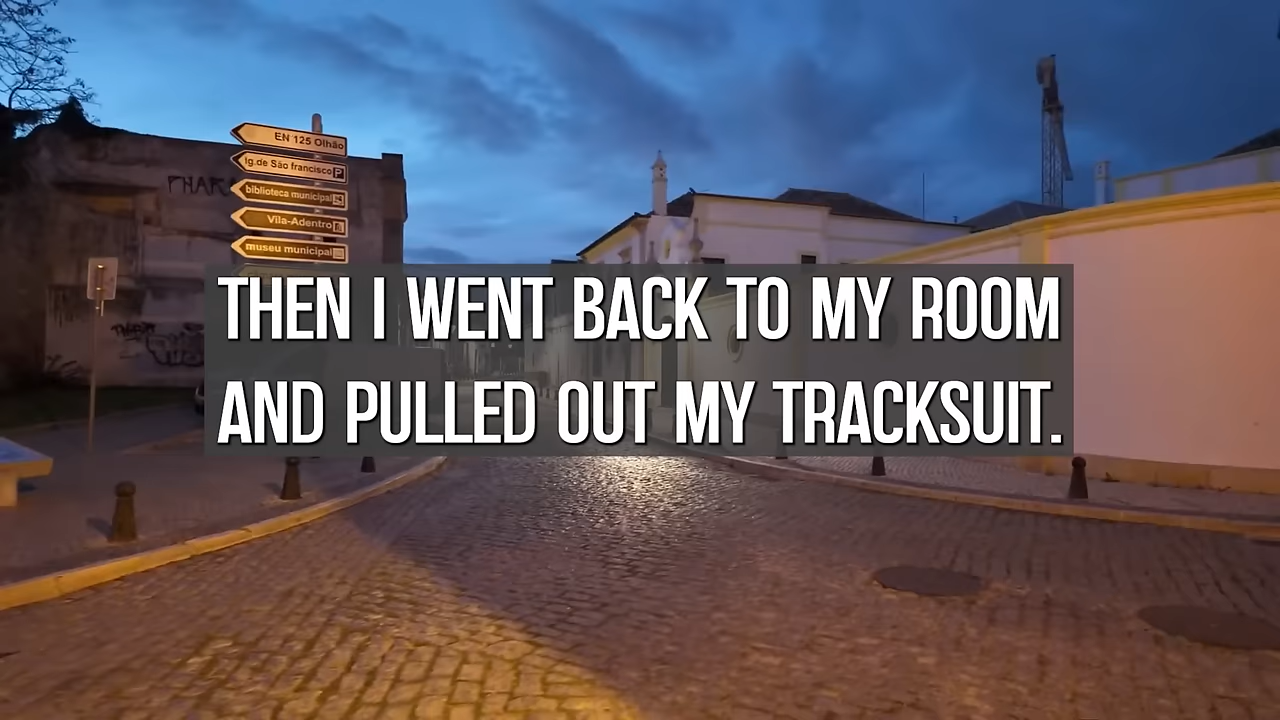 EN 125 Olhão
Ig.de São francisco P
biblioteca municipal
Vila-Adentro
museu municipal
THEN I WENT BACK TO MY ROOM
AND PULLED OUT MY TRACKSUIT.